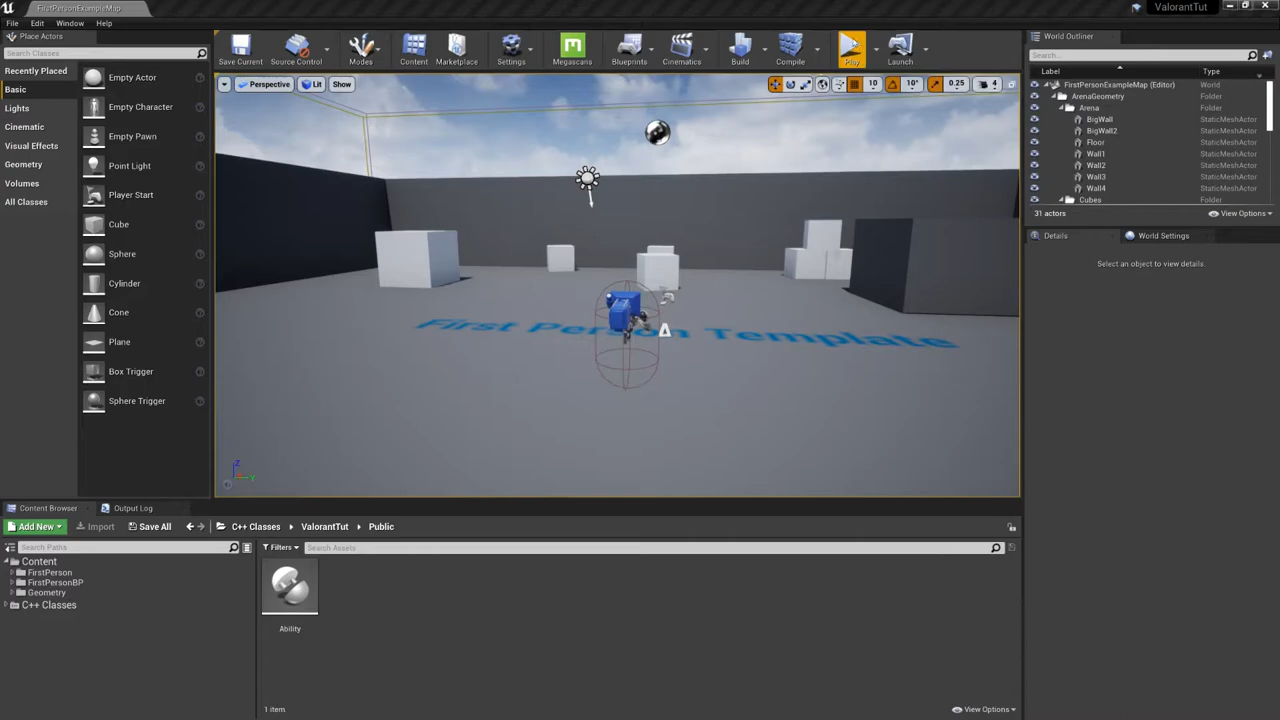 FirstPersonExampleMap
ValorantTut
File Edit Window Help
Place Actors
Search Classes
Recently Placed
Basic
Lights
Cinematic
Visual Effects
Geometry
Volumes
All Classes
Empty Actor
Empty Character
Empty Pawn
Point Light
Player Start
Cube
Sphere
Cylinder
Cone
Plane
Box Trigger
Sphere Trigger
Save Current
Source Control
Modes
Content
Marketplace
Settings
Megascans
Blueprints
Cinematics
Build
Compile
Play
Launch
Perspective
Lit
Show
10
10°
0.25
4
First Person Template
Z
Y
World Outliner
Search...
Label Type
FirstPersonExampleMap (Editor) World
ArenaGeometry Folder
Arena Folder
BigWall StaticMeshActor
BigWall2 StaticMeshActor
Floor StaticMeshActor
Wall1 StaticMeshActor
Wall2 StaticMeshActor
Wall3 StaticMeshActor
Wall4 StaticMeshActor
Cubes Folder
31 actors
View Options
Details
World Settings
Select an object to view details.
Content Browser
Output Log
Add New
Import
Save All
C++ Classes
ValorantTut
Public
Search Paths
Filters
Search Assets
Content
FirstPerson
FirstPersonBP
Geometry
C++ Classes
Ability
1 item
View Options